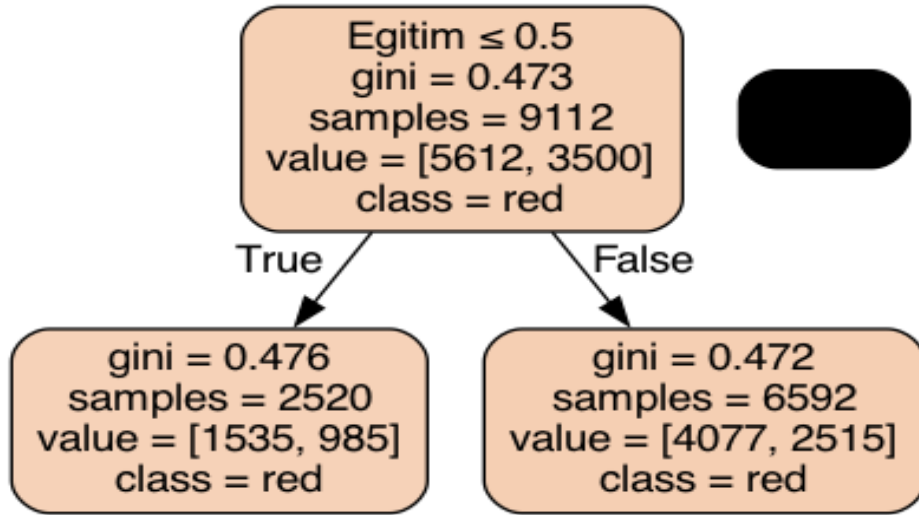 Egitim ≤ 0.5
gini = 0.473
samples = 9112
value = [5612, 3500]
class = red
True
False
gini = 0.476
samples = 2520
value = [1535, 985]
class = red
gini = 0.472
samples = 6592
value = [4077, 2515]
class = red